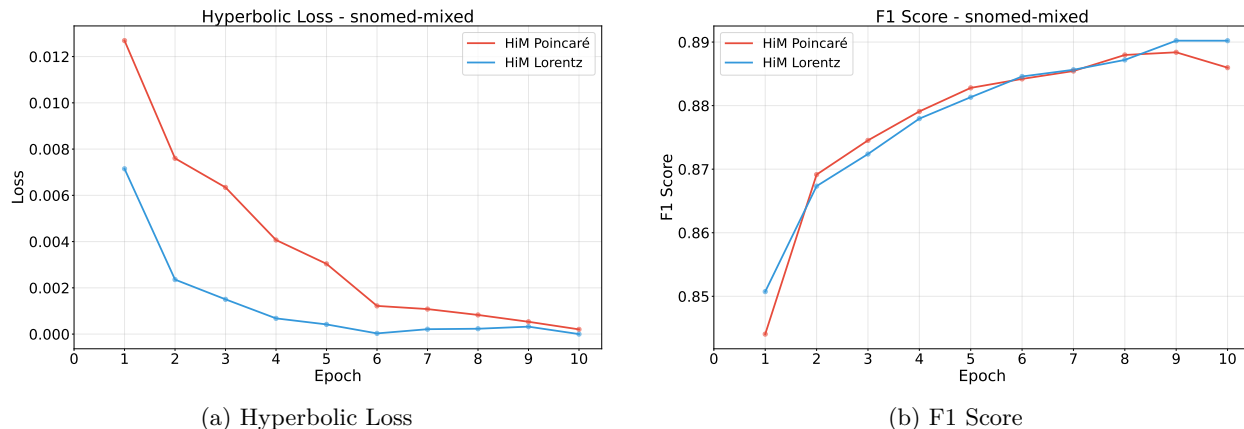 Hyperbolic Loss - snomed-mixed
HiM Poincaré
HiM Lorentz
0.012
0.010
0.008
0.006
0.004
0.002
0.000
Loss
0 1 2 3 4 5 6 7 8 9 10
Epoch
(a) Hyperbolic Loss
F1 Score - snomed-mixed
HiM Poincaré
HiM Lorentz
0.89
0.88
0.87
0.86
0.85
F1 Score
0 1 2 3 4 5 6 7 8 9 10
Epoch
(b) F1 Score